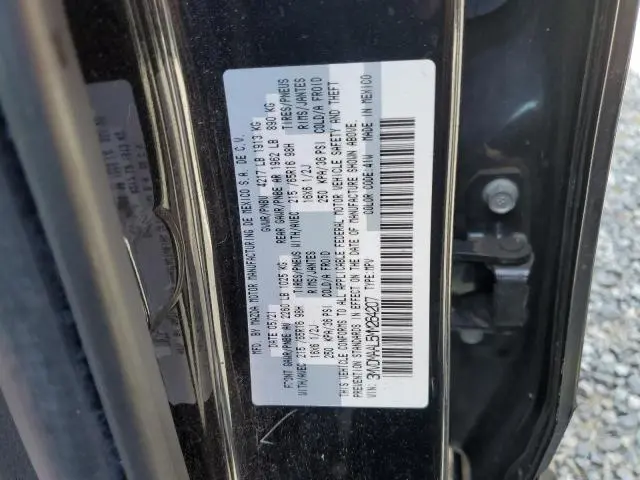 MFD. BY MAZDA MOTOR MANUFACTURING DE MEXICO S.A. DE C.V.
DATE 05/21 GVWR/PNBV 4217 LB 1913 KG
FRONT GAWR/PNBE AV 2260 LB 1025 KG REAR GAWR/PNBE AR 1962 LB 890 KG
WITH/AVEC 215/65R16 98H TIRES/PNEUS WITH/AVEC 215/65R16 98H TIRES/PNEUS
16X6 1/2J RIMS/JANTES 16X6 1/2J RIMS/JANTES
250 KPA/36 PSI COLD/A FROID 250 KPA/36 PSI COLD/A FROID
THIS VEHICLE CONFORMS TO ALL APPLICABLE FEDERAL MOTOR VEHICLE SAFETY AND THEFT
PREVENTION STANDARDS IN EFFECT ON THE DATE OF MANUFACTURE SHOWN ABOVE.
VIN: 3MVDMAAL5MM264207 TYPE:MPV COLOR CODE:41W MADE IN MEXICO